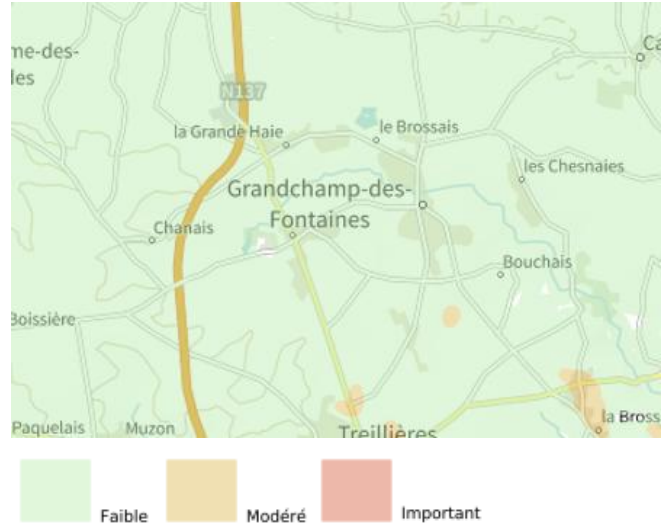 me-des-
les
Ca
N137
la Grande Haie
le Brossais
les Chesnaies
Grandchamp-des-
Fontaines
Chanais
Bouchais
Boissière
Paquelais
Muzon
Treillières
la Bross
Faible
Modéré
Important